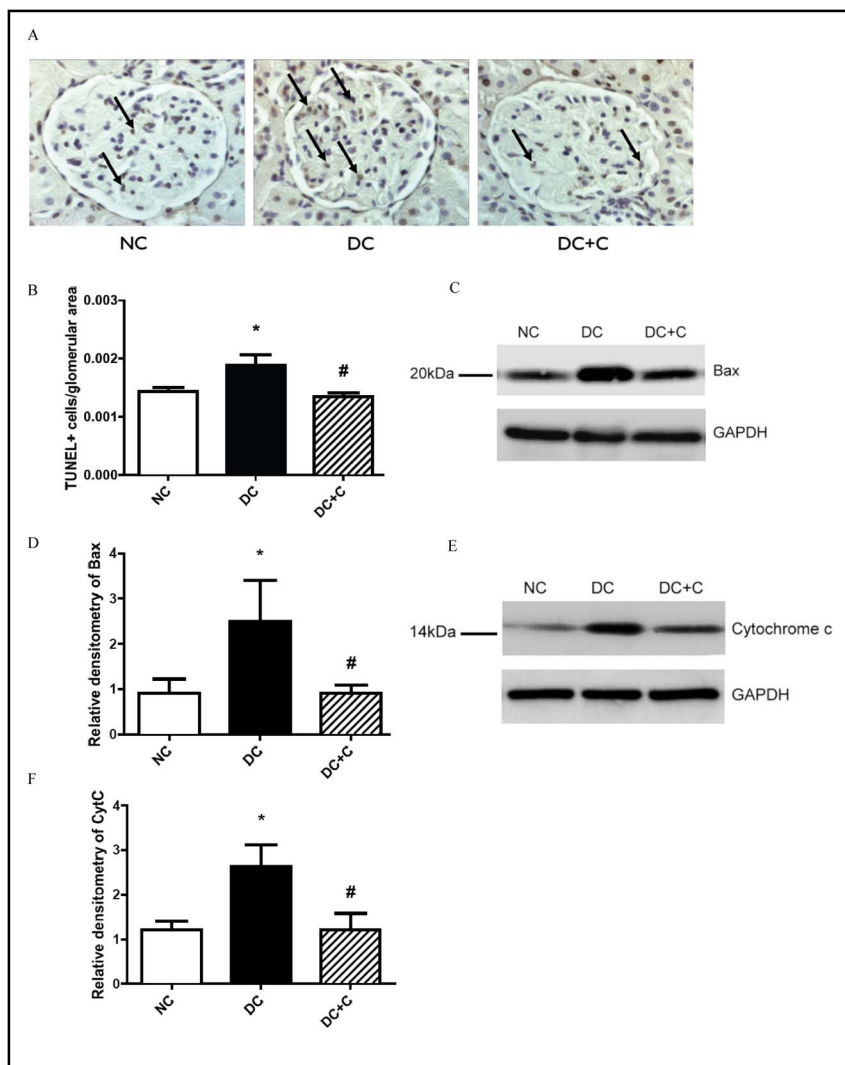 A
NC DC DC+C
B
TUNEL+ cells/glomerular area
0.003
0.002
0.001
0.000
*
#
NC DC DC+C
C
NC DC DC+C
20kDa Bax
GAPDH
D
Relative densitometry of Bax
4
3
2
1
0
*
#
NC DC DC+C
E
NC DC DC+C
14kDa Cytochrome c
GAPDH
F
Relative densitometry of CytC
4
3
2
1
0
*
#
NC DC DC+C